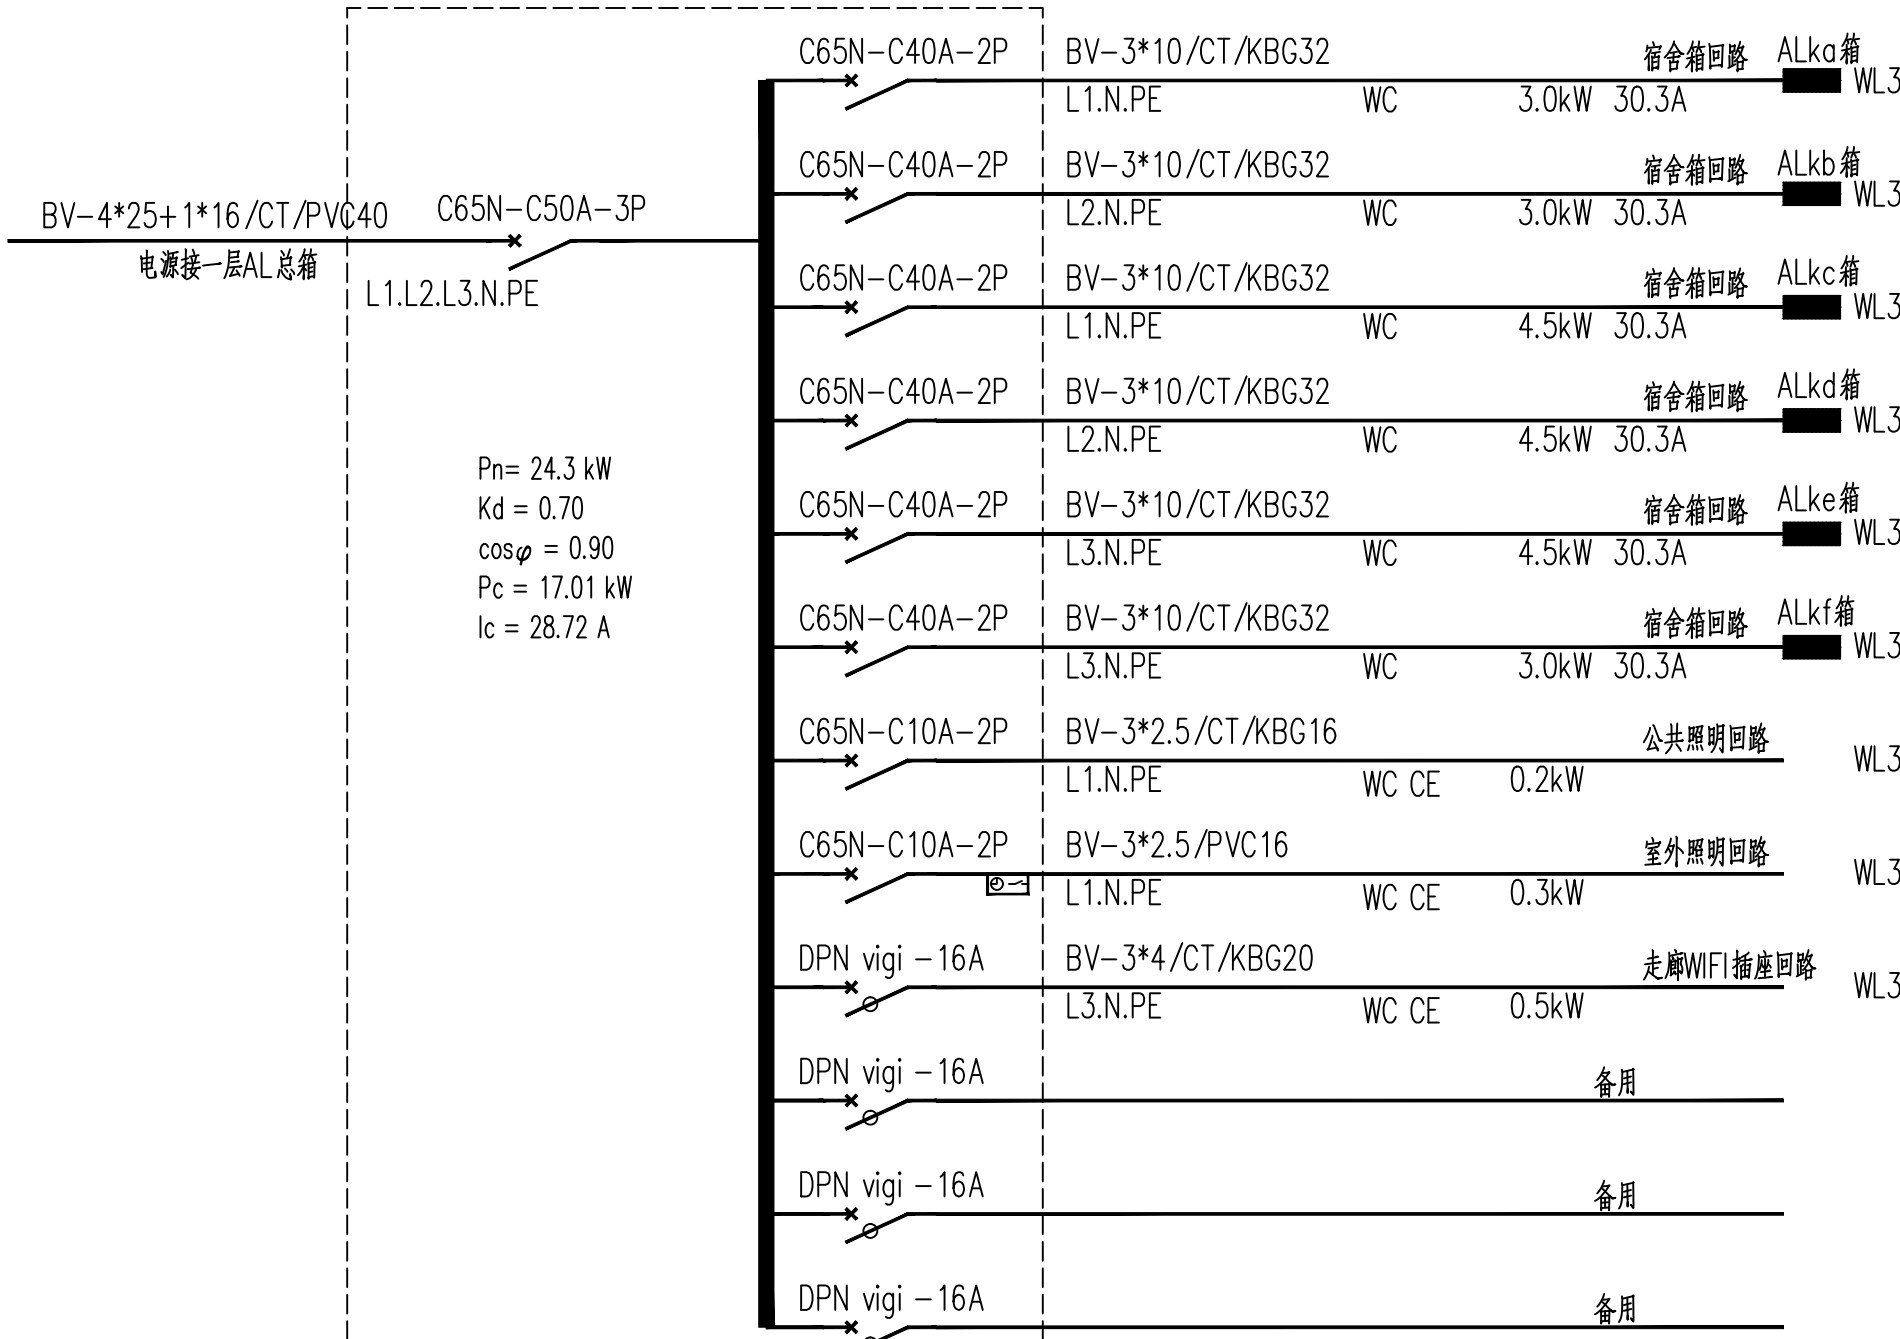 C65N-C40A-2P BV-3*10/CT/KBG32 宿舍箱回路 ALka箱
L1.N.PE WC 3.0kW 30.3A WL3
C65N-C40A-2P BV-3*10/CT/KBG32 宿舍箱回路 ALkb箱
L2.N.PE WC 3.0kW 30.3A WL3
BV-4*25+1*16/CT/PVC40 C65N-C50A-3P
电源接一层AL总箱
L1.L2.L3.N.PE
C65N-C40A-2P BV-3*10/CT/KBG32 宿舍箱回路 ALkc箱
L1.N.PE WC 4.5kW 30.3A WL3
C65N-C40A-2P BV-3*10/CT/KBG32 宿舍箱回路 ALkd箱
L2.N.PE WC 4.5kW 30.3A WL3
Pn= 24.3 kW
Kd = 0.70
cosφ = 0.90
Pc = 17.01 kW
Ic = 28.72 A
C65N-C40A-2P BV-3*10/CT/KBG32 宿舍箱回路 ALke箱
L3.N.PE WC 4.5kW 30.3A WL3
C65N-C40A-2P BV-3*10/CT/KBG32 宿舍箱回路 ALkf箱
L3.N.PE WC 3.0kW 30.3A WL3
C65N-C10A-2P BV-3*2.5/CT/KBG16 公共照明回路
L1.N.PE WC CE 0.2kW WL3
C65N-C10A-2P BV-3*2.5/PVC16 室外照明回路
L1.N.PE WC CE 0.3kW WL3
DPN vigi -16A BV-3*4/CT/KBG20 走廊WIFI插座回路
L3.N.PE WC CE 0.5kW WL3
DPN vigi -16A 备用
DPN vigi -16A 备用
DPN vigi -16A 备用